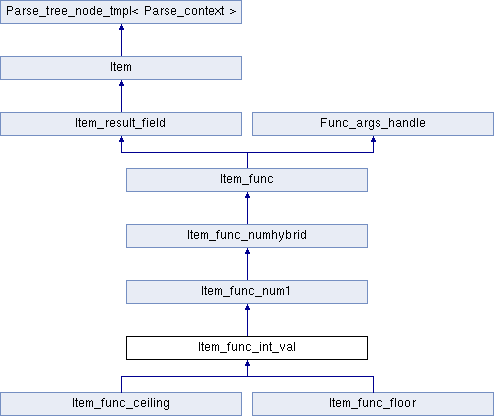 Parse_tree_node_tmpl< Parse_context >
Item
Item_result_field
Func_args_handle
Item_func
Item_func_numhybrid
Item_func_num1
Item_func_int_val
Item_func_ceiling
Item_func_floor